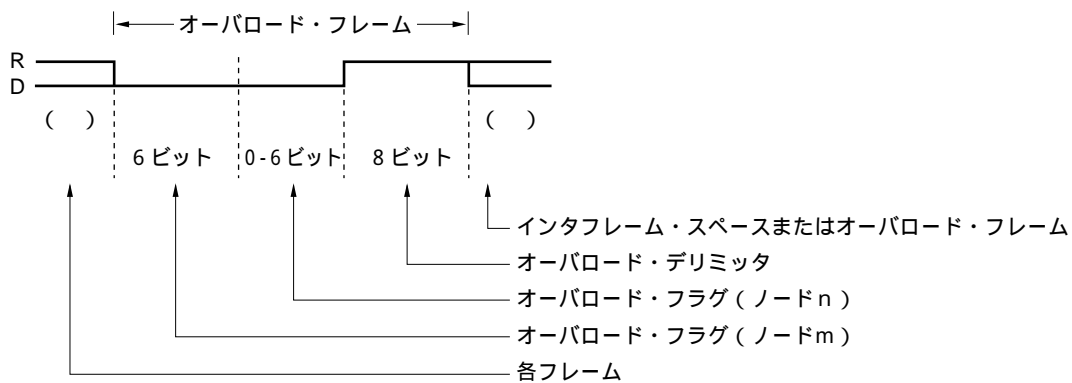 オーバロード・フレーム
R
D
(　)
(　)
6 ビット
0-6 ビット
8 ビット
インタフレーム・スペースまたはオーバロード・フレーム
オーバロード・デリミッタ
オーバロード・フラグ ( ノードn )
オーバロード・フラグ ( ノードm )
各フレーム